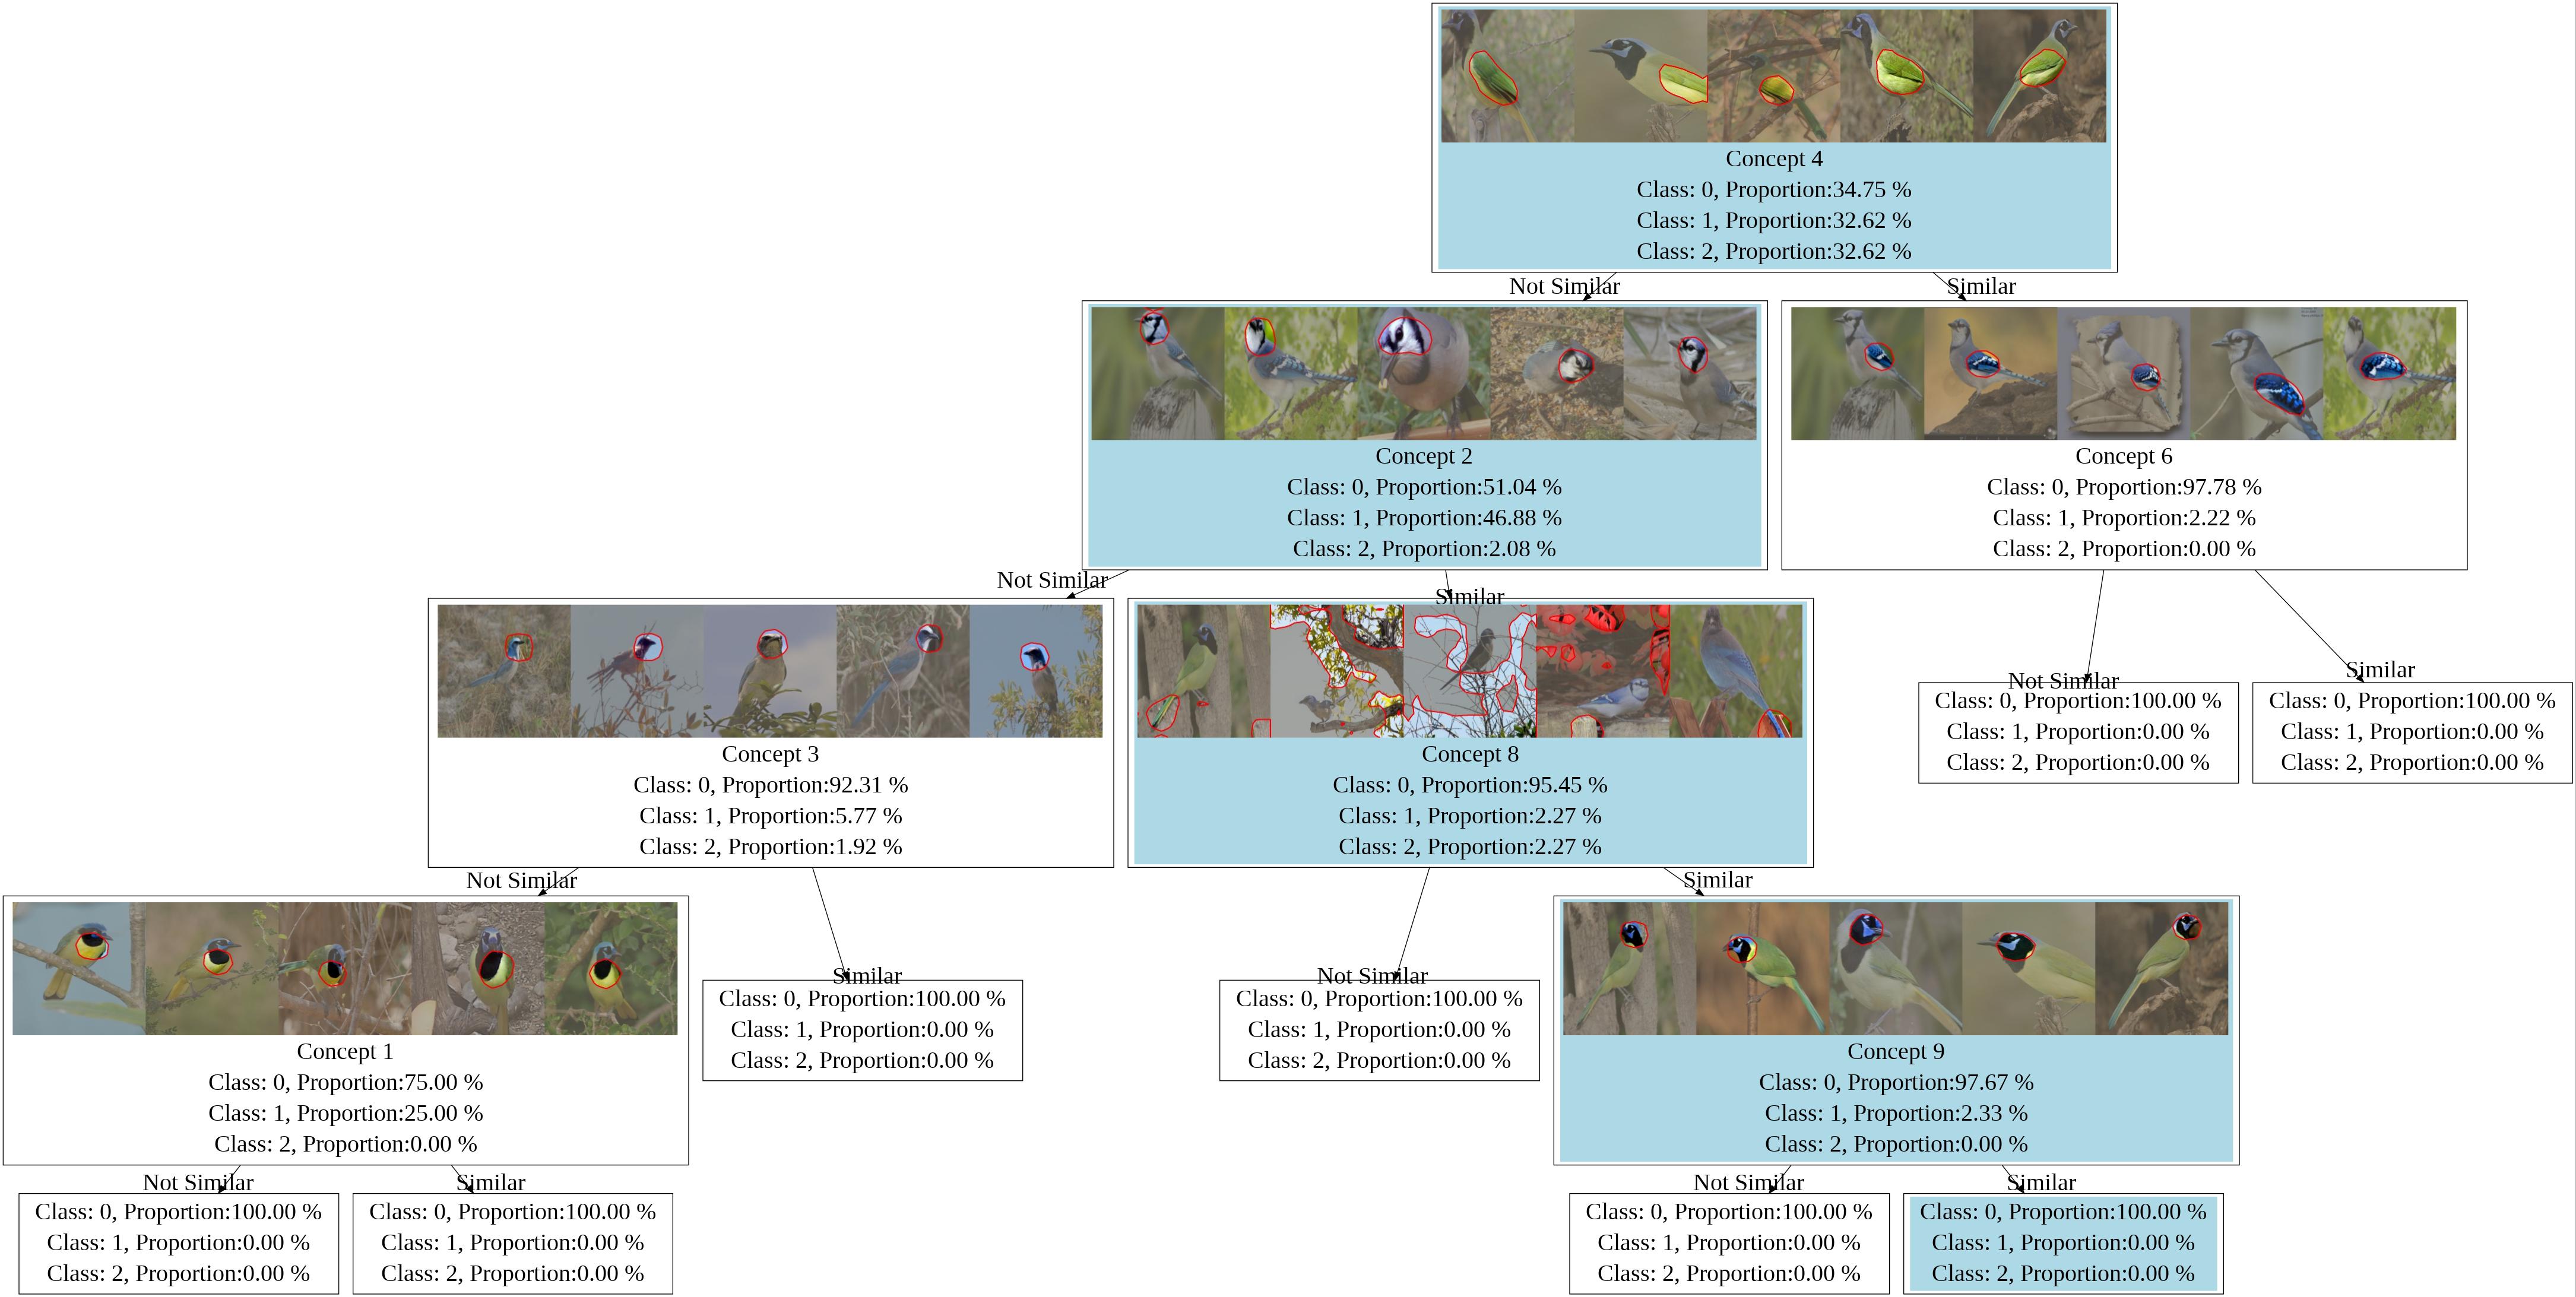 Concept 4
Class: 0, Proportion:34.75 %
Class: 1, Proportion:32.62 %
Class: 2, Proportion:32.62 %
Not Similar
Similar
Concept 2
Class: 0, Proportion:51.04 %
Class: 1, Proportion:46.88 %
Class: 2, Proportion:2.08 %
Concept 6
Class: 0, Proportion:97.78 %
Class: 1, Proportion:2.22 %
Class: 2, Proportion:0.00 %
Not Similar
Similar
Not Similar
Similar
Concept 3
Class: 0, Proportion:92.31 %
Class: 1, Proportion:5.77 %
Class: 2, Proportion:1.92 %
Concept 8
Class: 0, Proportion:95.45 %
Class: 1, Proportion:2.27 %
Class: 2, Proportion:2.27 %
Class: 0, Proportion:100.00 %
Class: 1, Proportion:0.00 %
Class: 2, Proportion:0.00 %
Class: 0, Proportion:100.00 %
Class: 1, Proportion:0.00 %
Class: 2, Proportion:0.00 %
Not Similar
Similar
Not Similar
Similar
Concept 1
Class: 0, Proportion:75.00 %
Class: 1, Proportion:25.00 %
Class: 2, Proportion:0.00 %
Class: 0, Proportion:100.00 %
Class: 1, Proportion:0.00 %
Class: 2, Proportion:0.00 %
Class: 0, Proportion:100.00 %
Class: 1, Proportion:0.00 %
Class: 2, Proportion:0.00 %
Concept 9
Class: 0, Proportion:97.67 %
Class: 1, Proportion:2.33 %
Class: 2, Proportion:0.00 %
Not Similar
Similar
Not Similar
Similar
Class: 0, Proportion:100.00 %
Class: 1, Proportion:0.00 %
Class: 2, Proportion:0.00 %
Class: 0, Proportion:100.00 %
Class: 1, Proportion:0.00 %
Class: 2, Proportion:0.00 %
Class: 0, Proportion:100.00 %
Class: 1, Proportion:0.00 %
Class: 2, Proportion:0.00 %
Class: 0, Proportion:100.00 %
Class: 1, Proportion:0.00 %
Class: 2, Proportion:0.00 %